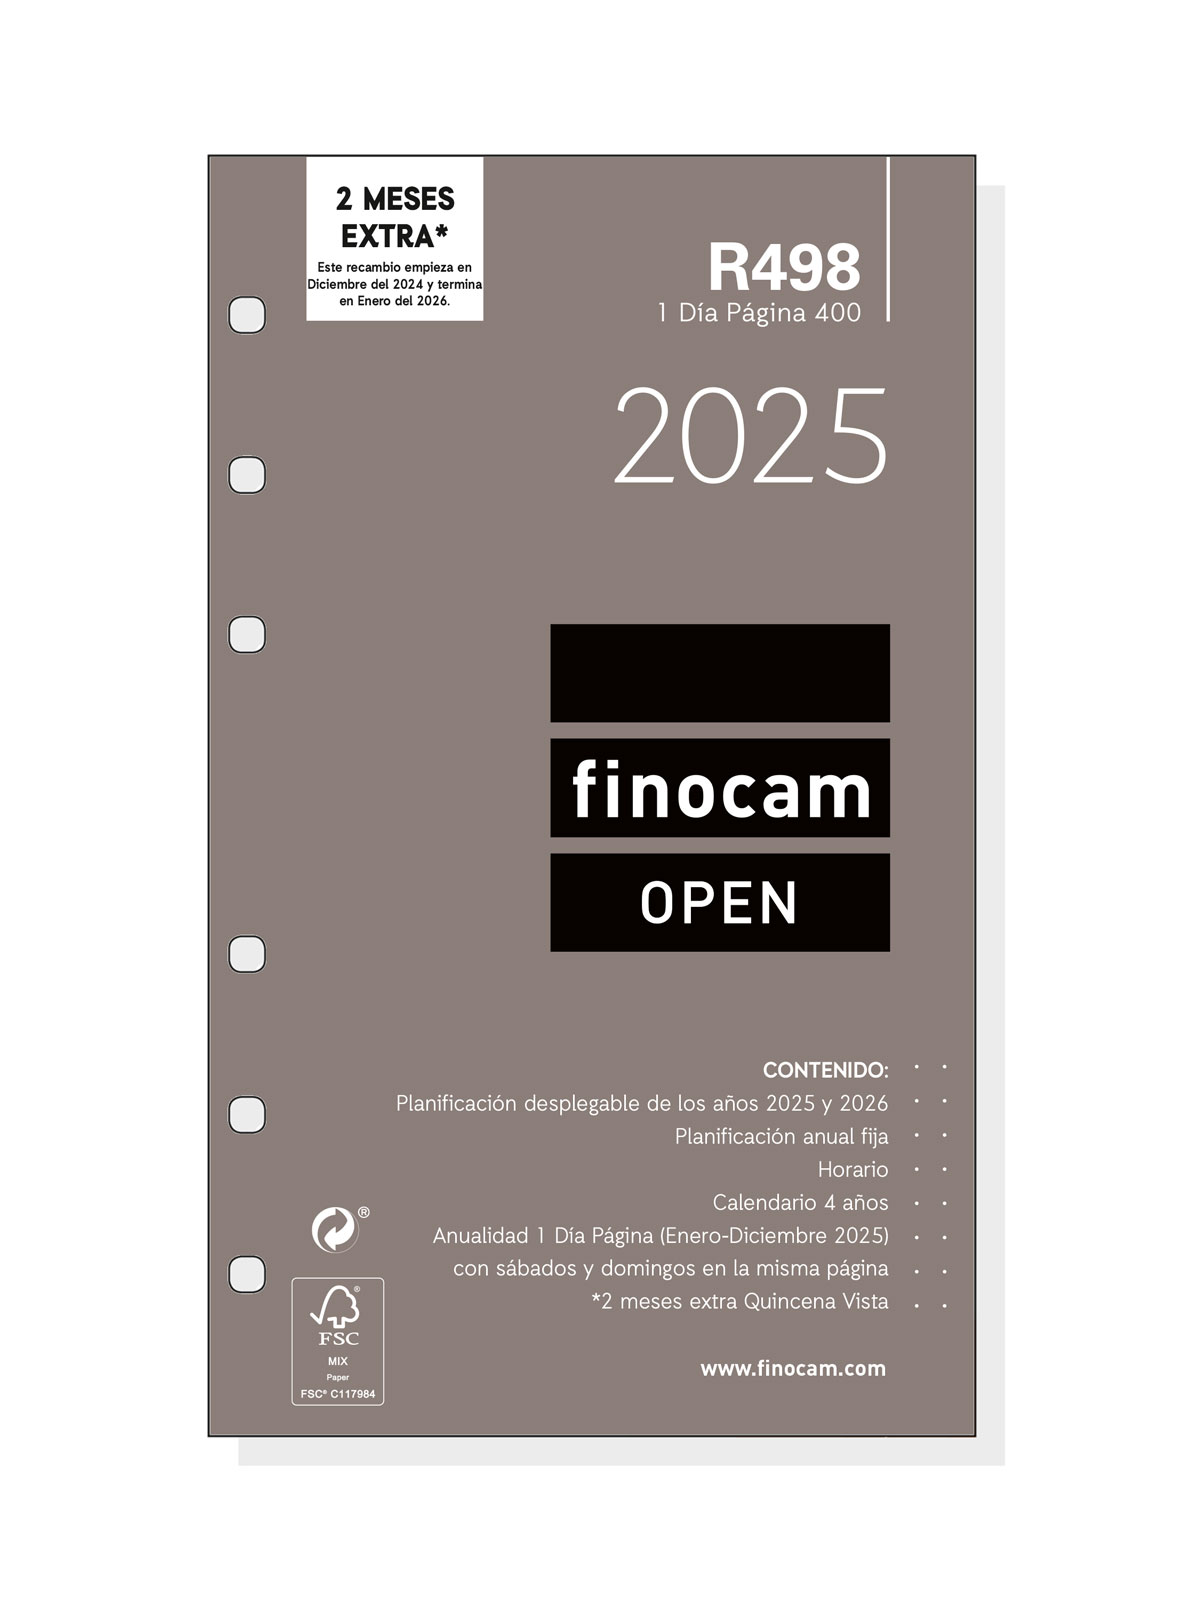 2 MESES
EXTRA*
Este recambio empieza en
Diciembre del 2024 y termina
en Enero del 2026.
R498
1 Día Página 400
2025
finocam
OPEN
CONTENIDO:
Planificación desplegable de los años 2025 y 2026
Planificación anual fija
Horario
Calendario 4 años
Anualidad 1 Día Página (Enero-Diciembre 2025)
con sábados y domingos en la misma página
*2 meses extra Quincena Vista
www.finocam.com
®
®
FSC
MIX
Paper
FSC® C117984